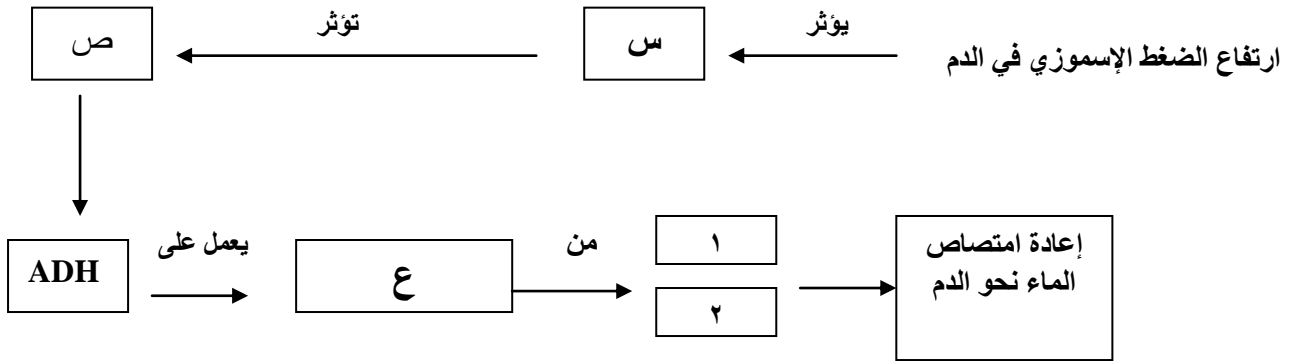 ارتفاع الضغط الإسموزي في الدم
يؤثر
س
تؤثر
ص
ADH
يعمل على
ع
من
١
٢
إعادة امتصاص
الماء نحو الدم